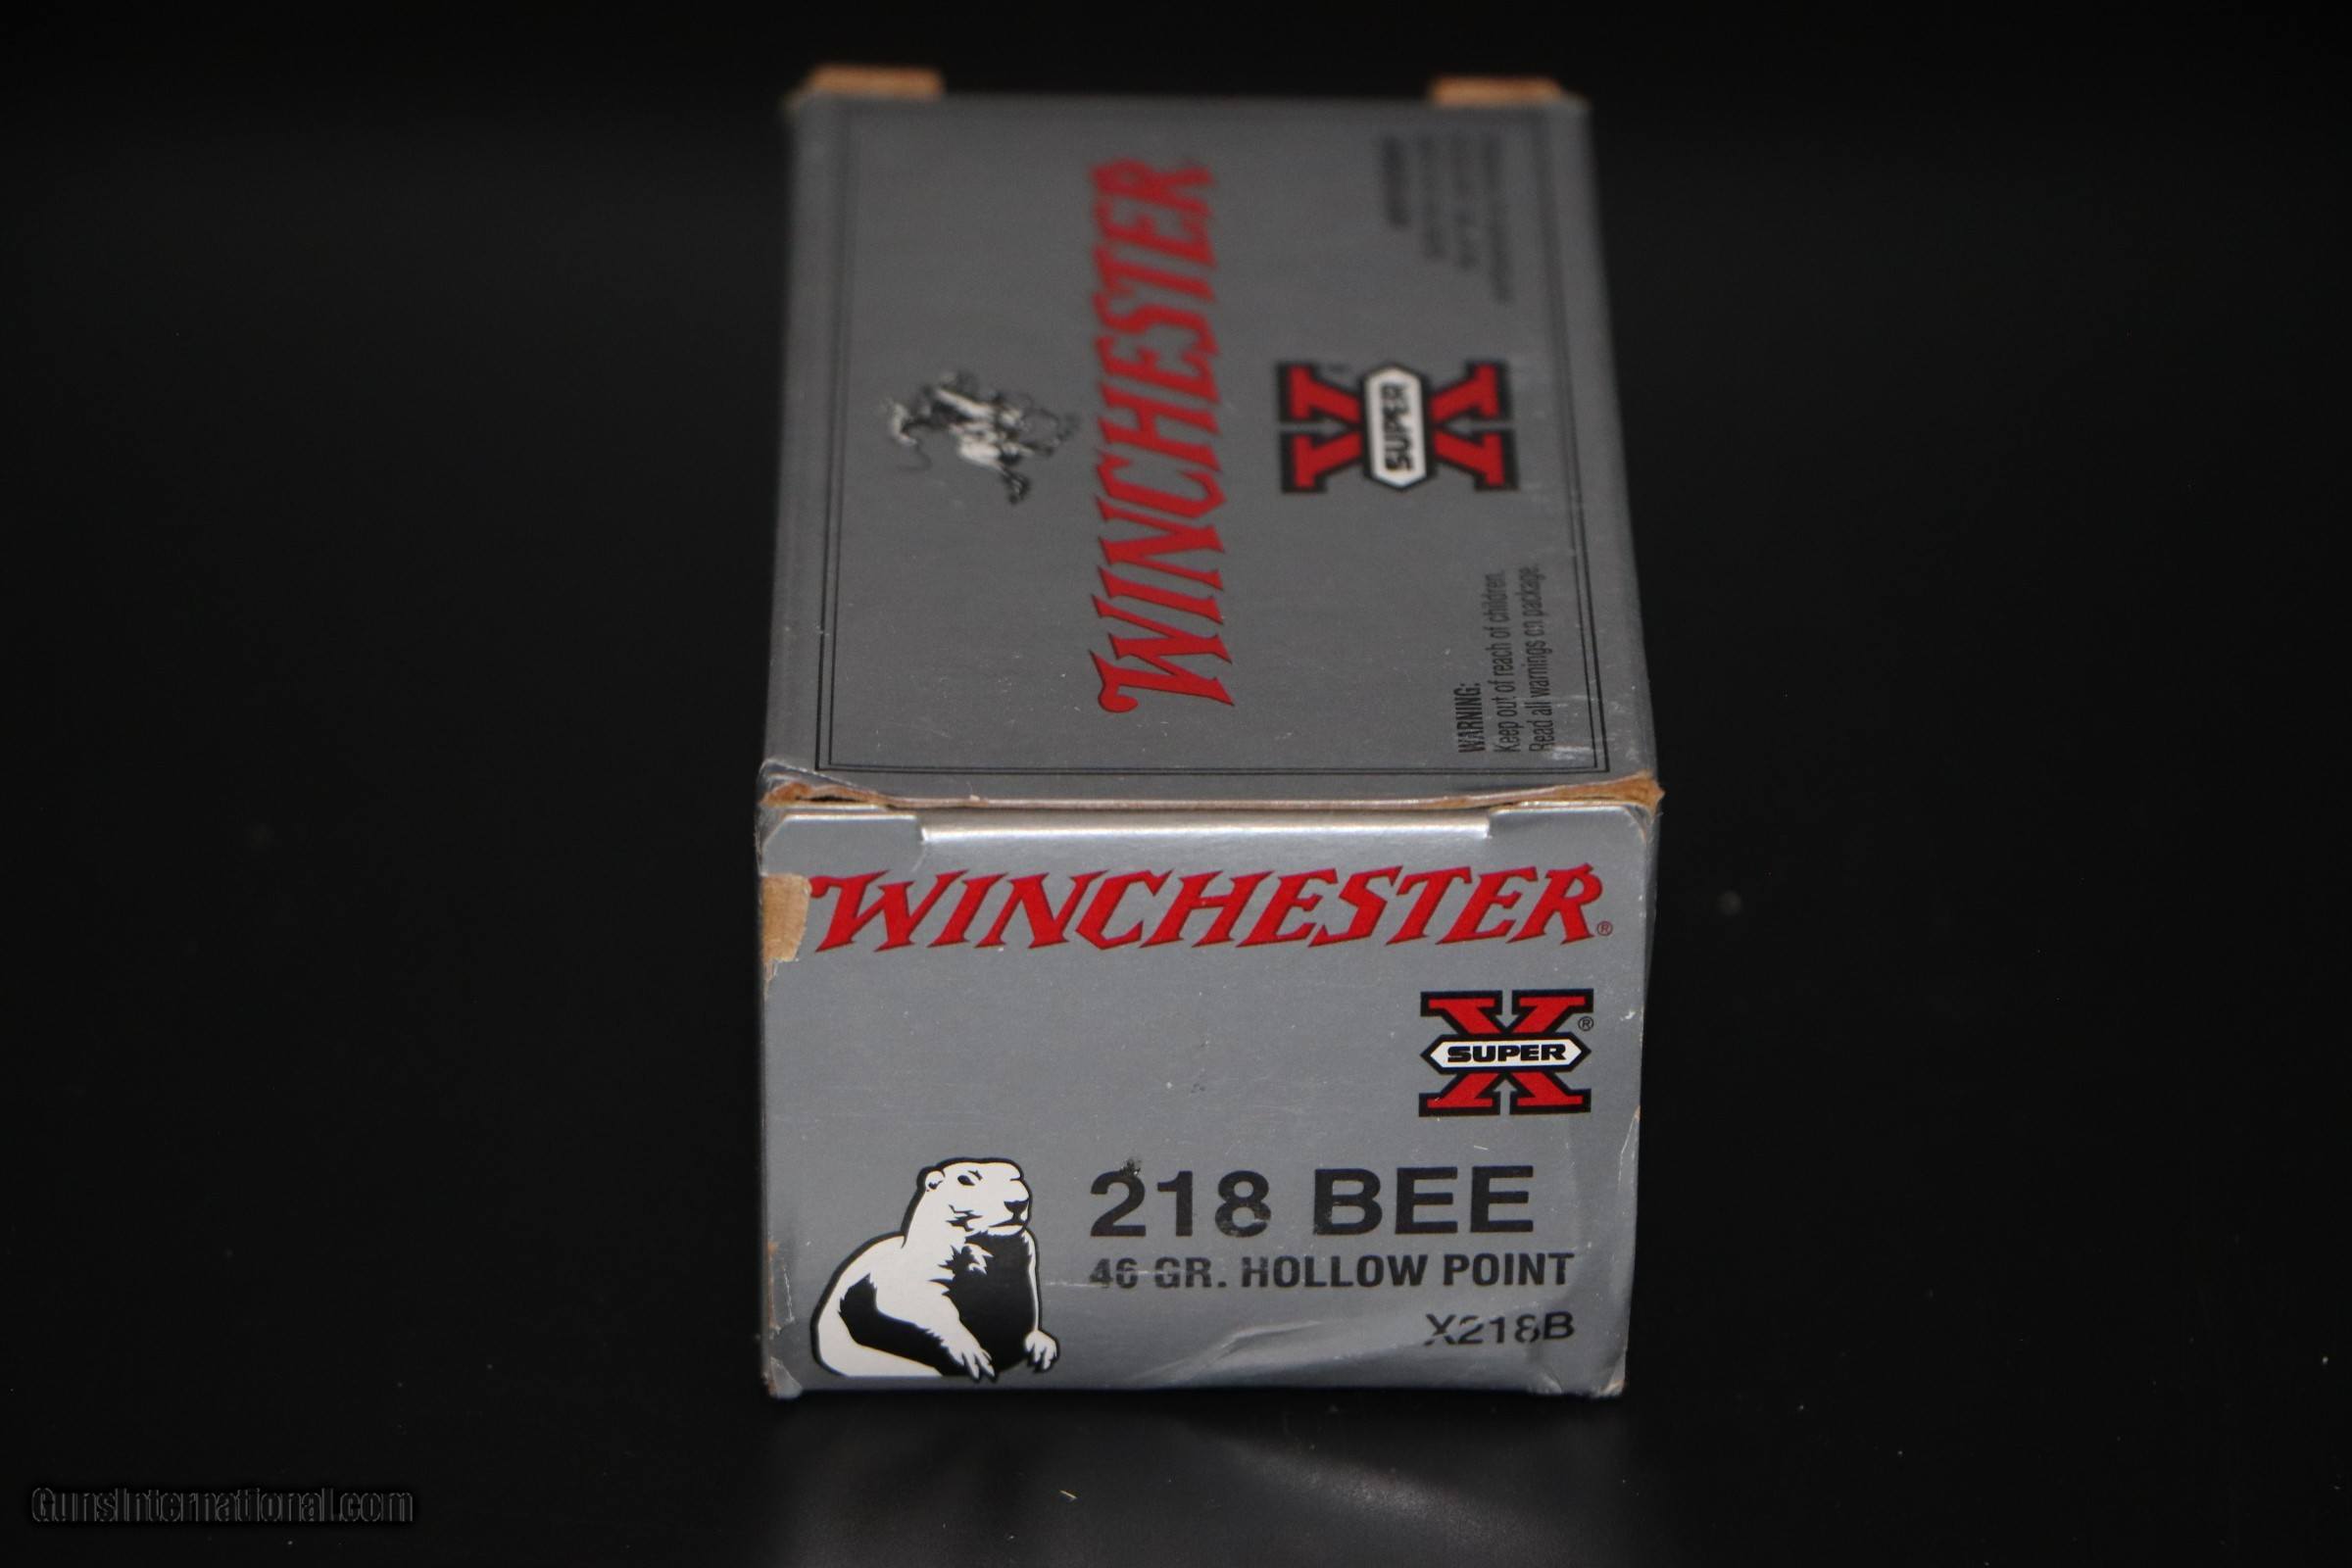 WINCHESTER
SUPER X
WARNING:
Keep out of reach of children.
Read all warnings on package.
WINCHESTER®
SUPER X®
218 BEE
46 GR. HOLLOW POINT
X218B
GunsInternational.com